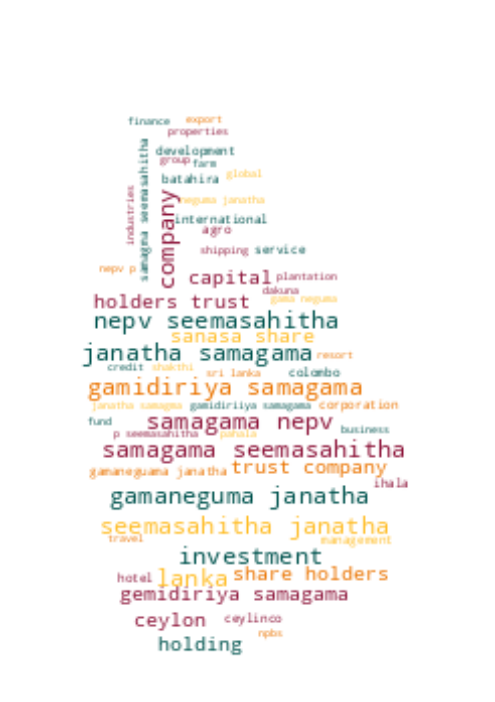 finance export
properties
samagma seemasahitha
development
group farm
batahira global
industries
company
neguma janatha
international
agro
shipping service
nepv p
capital plantation
dakuna
holders trust gama neguma
nepv seemasahitha
sanasa share
janatha samagama resort
credit shakthi
sri lanka colombo
gamidiriya samagama
janatha samagma gamidiriiya samagama corporation
fund samagama nepv business
p seemasahitha pahala
samagama seemasahitha
gamaneguama janatha trust company
ihala
gamaneguma janatha
seemasahitha janatha
travel management
investment
hotel lanka share holders
gemidiriya samagama
ceylon ceylinco
npbs
holding